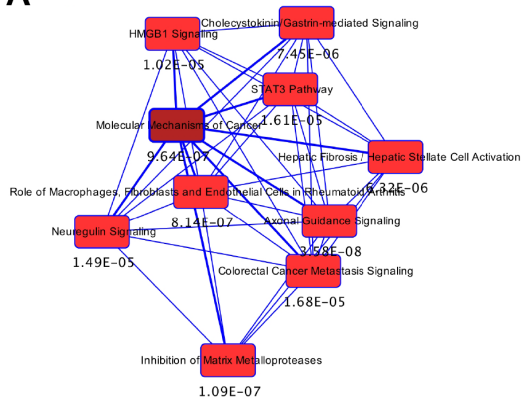 A
Cholecystokinin/Gastrin-mediated Signaling
HMGB1 Signaling
7.45E-06
1.02E-05
STAT3 Pathway
1.61E-05
Molecular Mechanisms of Cancer
9.64E-07
Hepatic Fibrosis / Hepatic Stellate Cell Activation
6.32E-06
Role of Macrophages, Fibroblasts and Endothelial Cells in Rheumatoid Arthritis
8.14E-07
Axonal Guidance Signaling
3.58E-08
Neuregulin Signaling
1.49E-05
Colorectal Cancer Metastasis Signaling
1.68E-05
Inhibition of Matrix Metalloproteases
1.09E-07